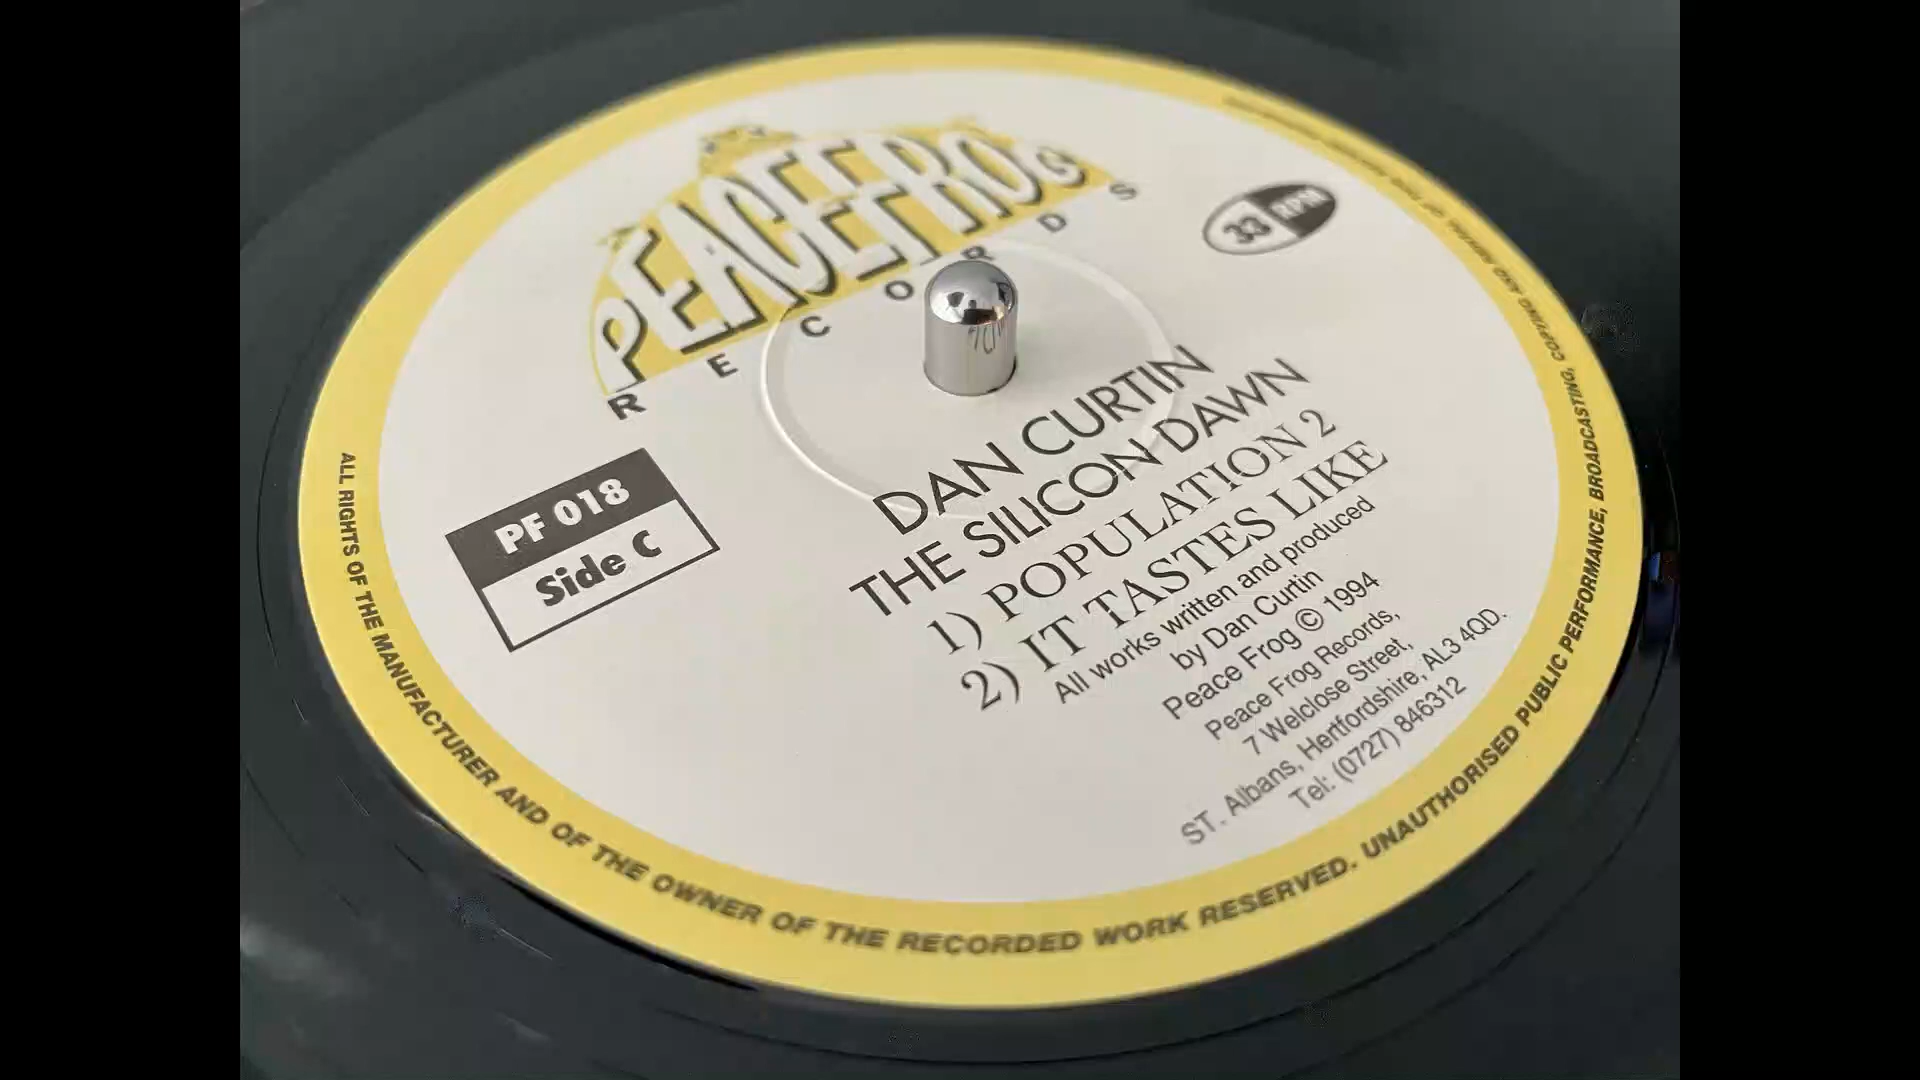 PEACEFROG
RECORDS
33 RPM
PF 018
Side C
DAN CURTIN
THE SILICON DAWN
1) POPULATION 2
2) IT TASTES LIKE
All works written and produced
by Dan Curtin
Peace Frog © 1994
Peace Frog Records,
7 Welclose Street,
ST. Albans, Hertfordshire, AL3 4QD.
Tel: (0727) 846312
ALL RIGHTS OF THE MANUFACTURER AND OF THE OWNER OF THE RECORDED WORK RESERVED. UNAUTHORISED PUBLIC PERFORMANCE, BROADCASTING, COPYING AND